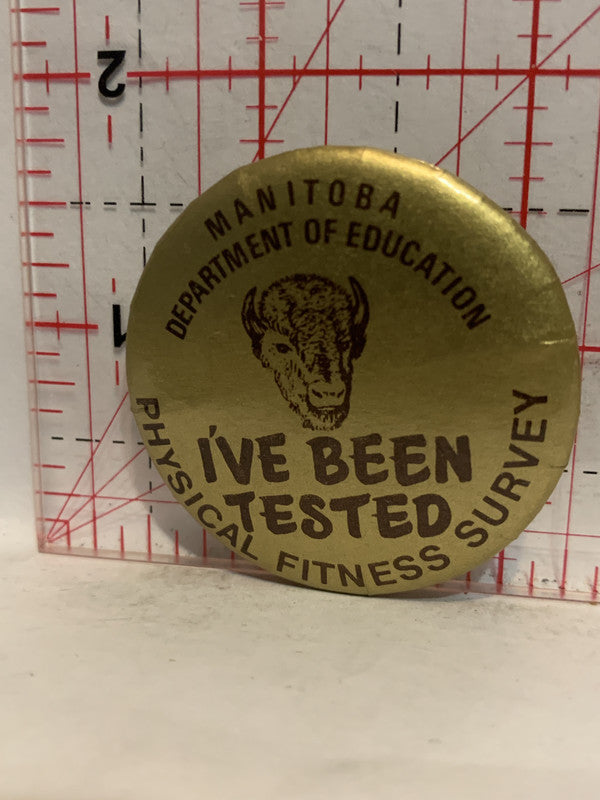 2
1
MANITOBA
DEPARTMENT OF EDUCATION
I'VE BEEN
TESTED
PHYSICAL FITNESS SURVEY